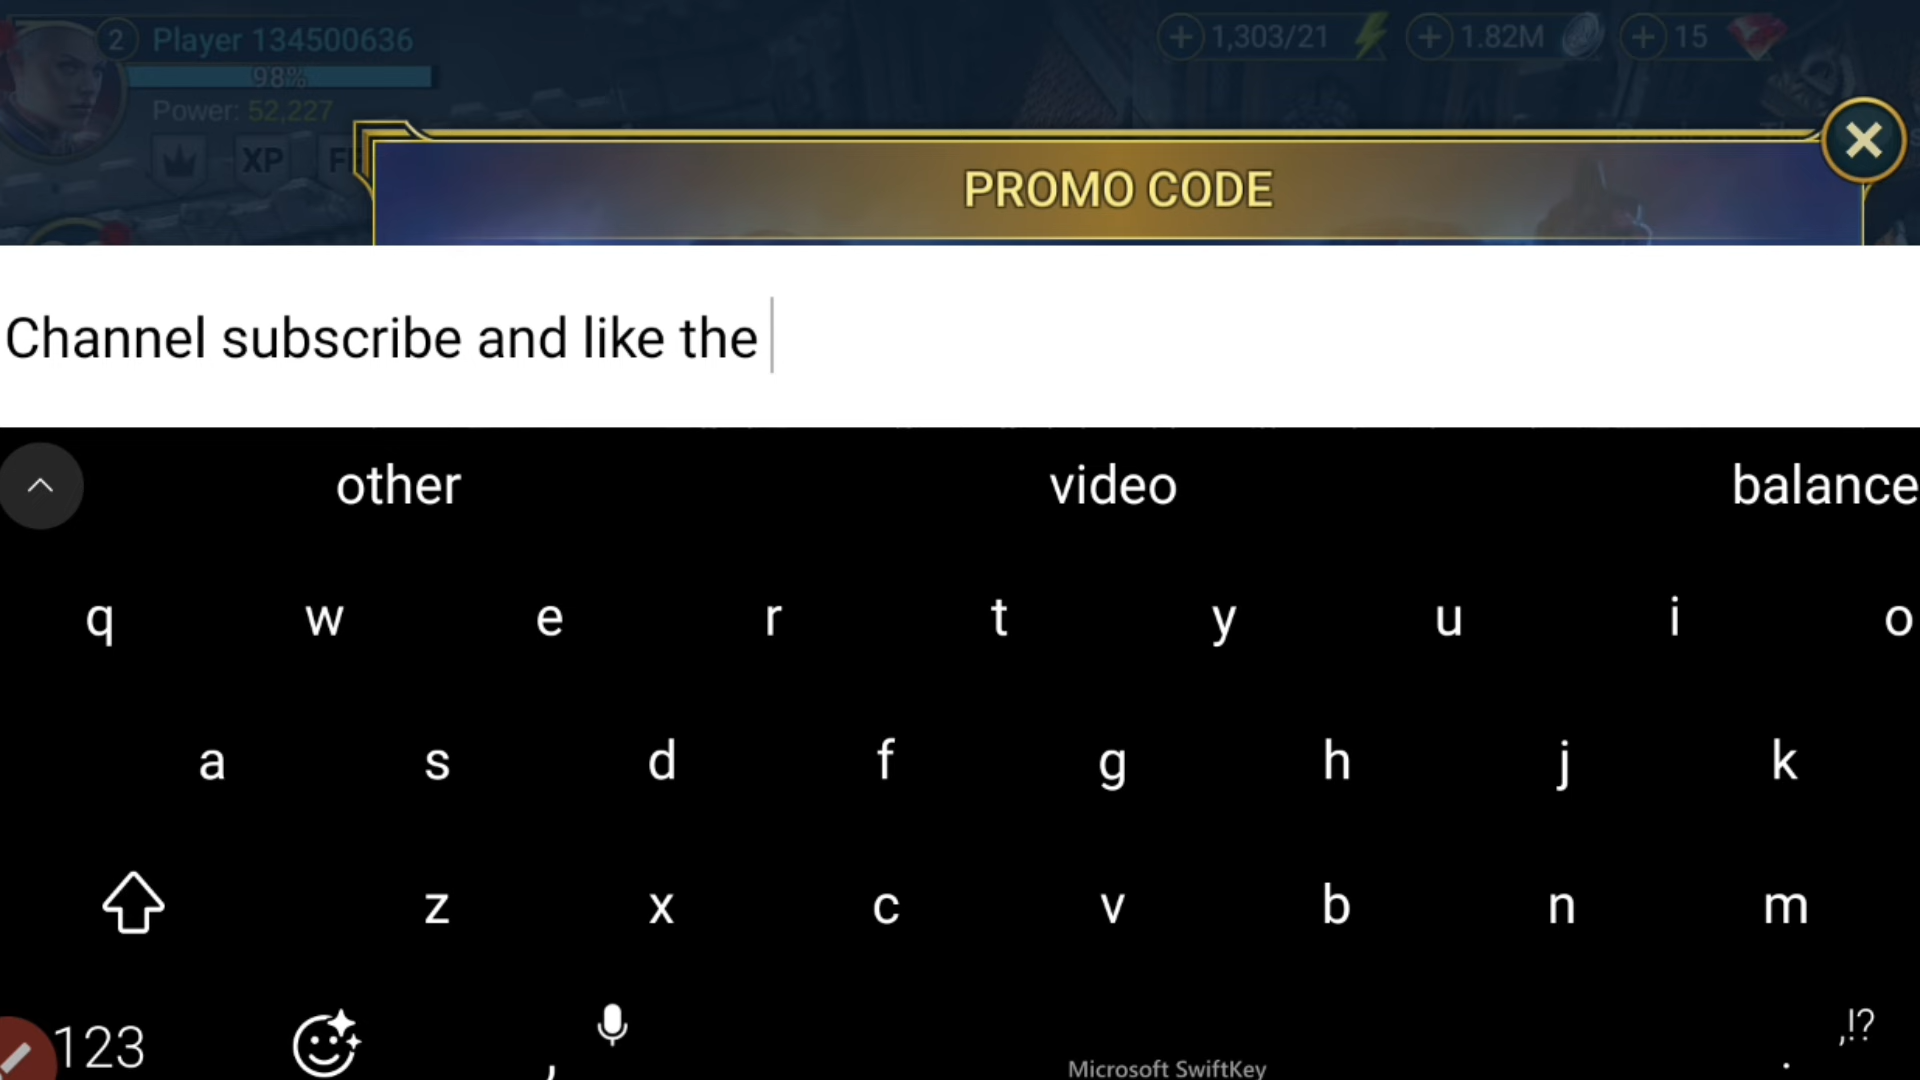 2 Player 134500636
98%
Power: 52,227
XP
1,303/21
1.82M
15
PROMO CODE
Channel subscribe and like the
other video balance
q w e r t y u i o
a s d f g h j k
z x c v b n m
123 , Microsoft SwiftKey . ,!?